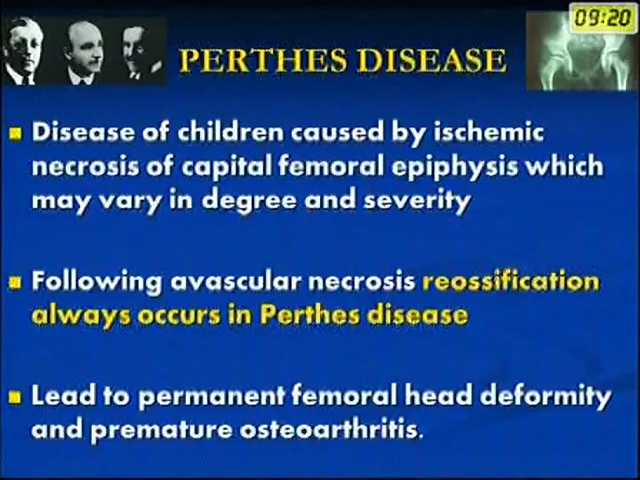 09:20
PERTHES DISEASE
Disease of children caused by ischemic
necrosis of capital femoral epiphysis which
may vary in degree and severity
Following avascular necrosis reossification
always occurs in Perthes disease
Lead to permanent femoral head deformity
and premature osteoarthritis.